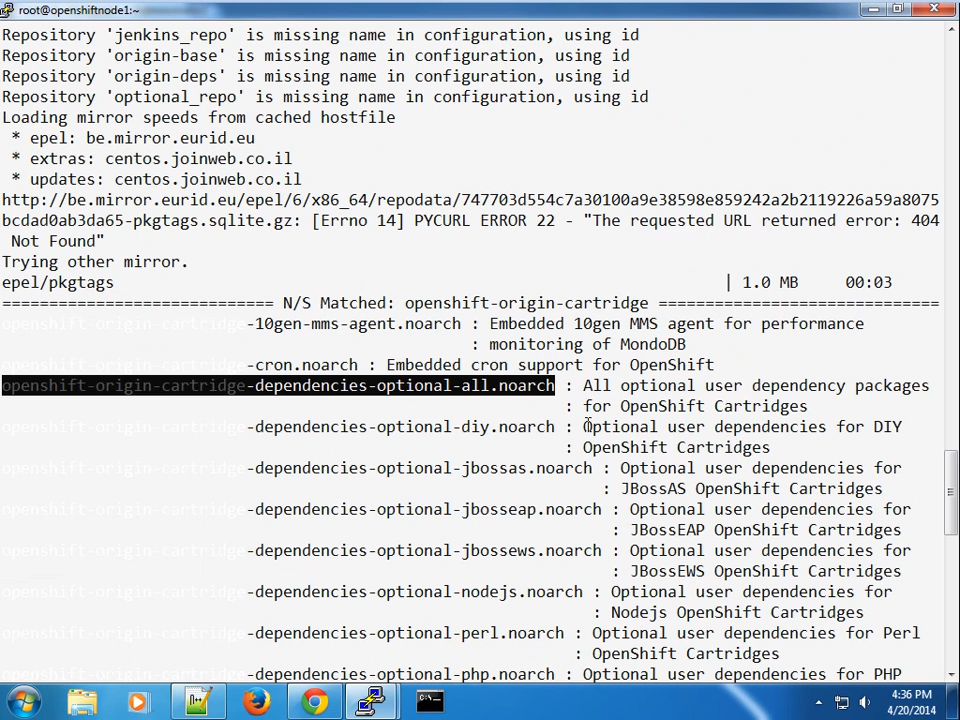 root@openshiftnode1:~
Repository 'jenkins_repo' is missing name in configuration, using id
Repository 'origin-base' is missing name in configuration, using id
Repository 'origin-deps' is missing name in configuration, using id
Repository 'optional_repo' is missing name in configuration, using id
Loading mirror speeds from cached hostfile
 * epel: be.mirror.eurid.eu
 * extras: centos.joinweb.co.il
 * updates: centos.joinweb.co.il
http://be.mirror.eurid.eu/epel/6/x86_64/repodata/747703d554c7a30100a9e38598e859242a2b2119226a59a8075
bcdad0ab3da65-pkgtags.sqlite.gz: [Errno 14] PYCURL ERROR 22 - "The requested URL returned error: 404
 Not Found"
Trying other mirror.
epel/pkgtags | 1.0 MB 00:03
============================= N/S Matched: openshift-origin-cartridge ==============================
openshift-origin-cartridge-10gen-mms-agent.noarch : Embedded 10gen MMS agent for performance
: monitoring of MondoDB
openshift-origin-cartridge-cron.noarch : Embedded cron support for OpenShift
openshift-origin-cartridge-dependencies-optional-all.noarch : All optional user dependency packages
: for OpenShift Cartridges
openshift-origin-cartridge-dependencies-optional-diy.noarch : Optional user dependencies for DIY
: OpenShift Cartridges
openshift-origin-cartridge-dependencies-optional-jbossas.noarch : Optional user dependencies for
: JBossAS OpenShift Cartridges
openshift-origin-cartridge-dependencies-optional-jbosseap.noarch : Optional user dependencies for
: JBossEAP OpenShift Cartridges
openshift-origin-cartridge-dependencies-optional-jbossews.noarch : Optional user dependencies for
: JBossEWS OpenShift Cartridges
openshift-origin-cartridge-dependencies-optional-nodejs.noarch : Optional user dependencies for
: Nodejs OpenShift Cartridges
openshift-origin-cartridge-dependencies-optional-perl.noarch : Optional user dependencies for Perl
: OpenShift Cartridges
openshift-origin-cartridge-dependencies-optional-php.noarch : Optional user dependencies for PHP
4:36 PM
4/20/2014